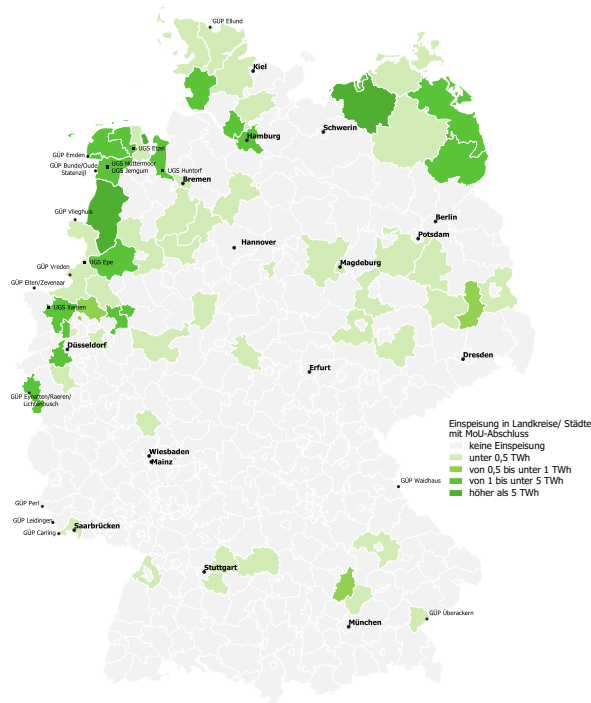 GÜP Ellund
Kiel
Schwerin
Hamburg
UGS Etzel
GÜP Emden
UGS Nüttermoor
GÜP Bunde/Oude
Statenzijl
UGS Jemgum
UGS Huntorf
Bremen
GÜP Vlieghuis
Berlin
Potsdam
Hannover
UGS Epe
Magdeburg
GÜP Vreden
GÜP Elten/Zevenaar
UGS Xanten
Düsseldorf
Dresden
Erfurt
GÜP Eynatten/Raeren/
Lichtenbusch
Einspeisung in Landkreise/ Städte
mit MoU-Abschluss
keine Einspeisung
unter 0,5 TWh
von 0,5 bis unter 1 TWh
von 1 bis unter 5 TWh
höher als 5 TWh
Wiesbaden
Mainz
GÜP Waidhaus
GÜP Perl
GÜP Leidingen
Saarbrücken
GÜP Carling
Stuttgart
GÜP Überackern
München